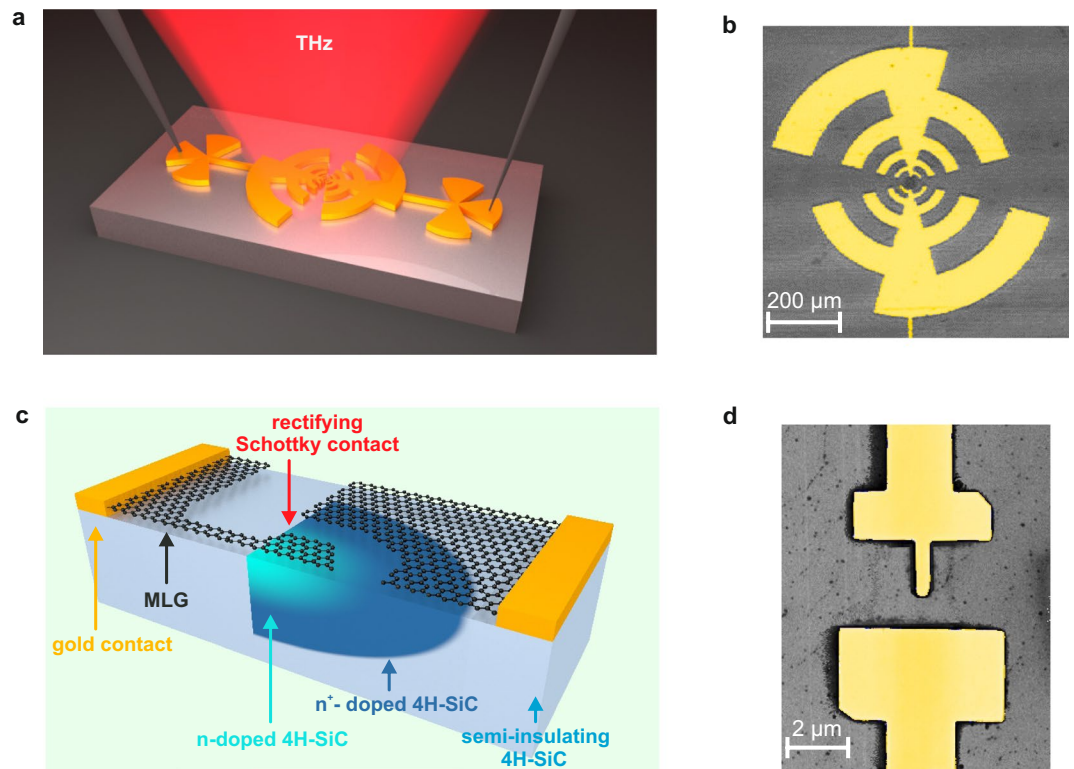 a
THz
b
200 µm
c
rectifying
Schottky contact
MLG
gold contact
n⁺- doped 4H-SiC
n-doped 4H-SiC
semi-insulating
4H-SiC
d
2 µm